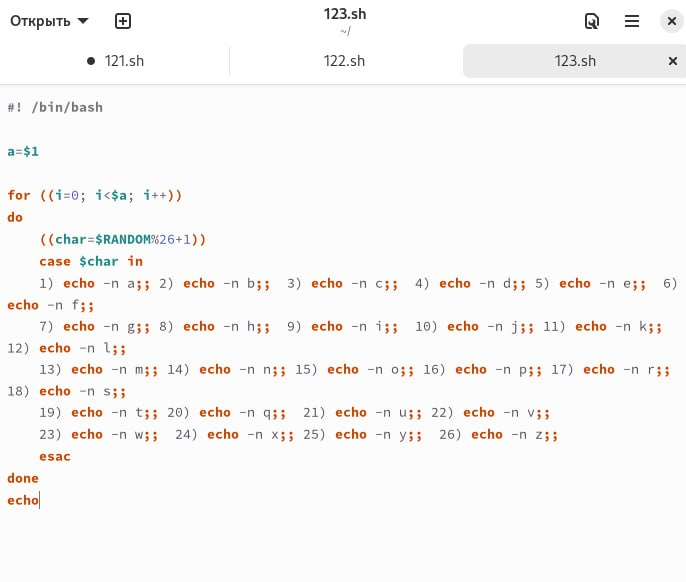 Открыть
123.sh
~/
121.sh
122.sh
123.sh
#! /bin/bash
a=$1
for ((i=0; i<$a; i++))
do
((char=$RANDOM%26+1))
case $char in
1) echo -n a;; 2) echo -n b;; 3) echo -n c;; 4) echo -n d;; 5) echo -n e;; 6)
echo -n f;;
7) echo -n g;; 8) echo -n h;; 9) echo -n i;; 10) echo -n j;; 11) echo -n k;;
12) echo -n l;;
13) echo -n m;; 14) echo -n n;; 15) echo -n o;; 16) echo -n p;; 17) echo -n r;;
18) echo -n s;;
19) echo -n t;; 20) echo -n q;; 21) echo -n u;; 22) echo -n v;;
23) echo -n w;; 24) echo -n x;; 25) echo -n y;; 26) echo -n z;;
esac
done
echo